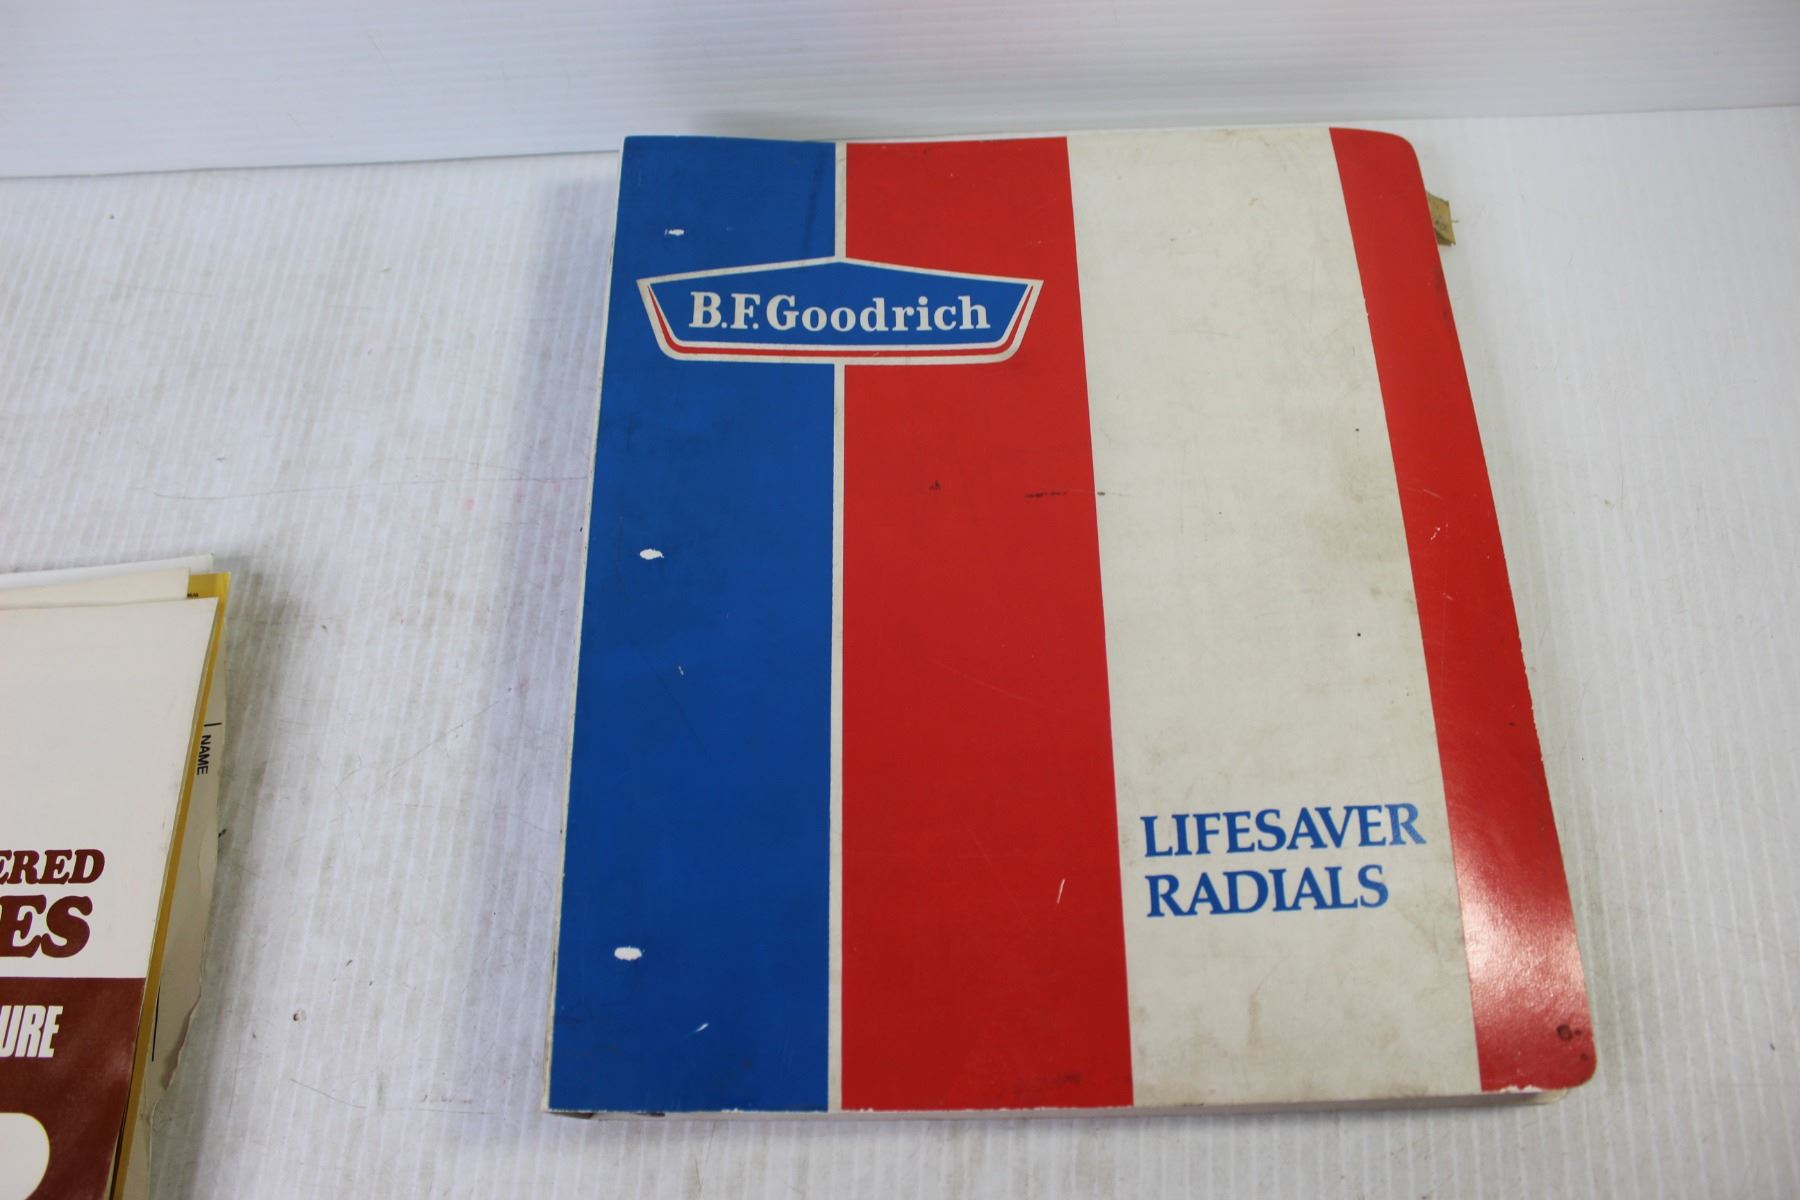 B.F.Goodrich
LIFESAVER
RADIALS
NAME
ERED
ES
URE